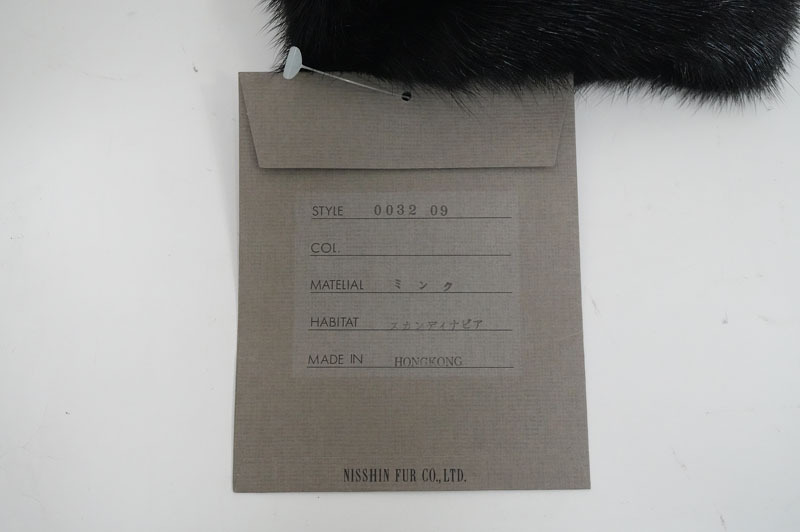 STYLE 0032 09
COL.
MATELIAL ミンク
HABITAT スカンディナビア
MADE IN HONGKONG
NISSHIN FUR CO.,LTD.